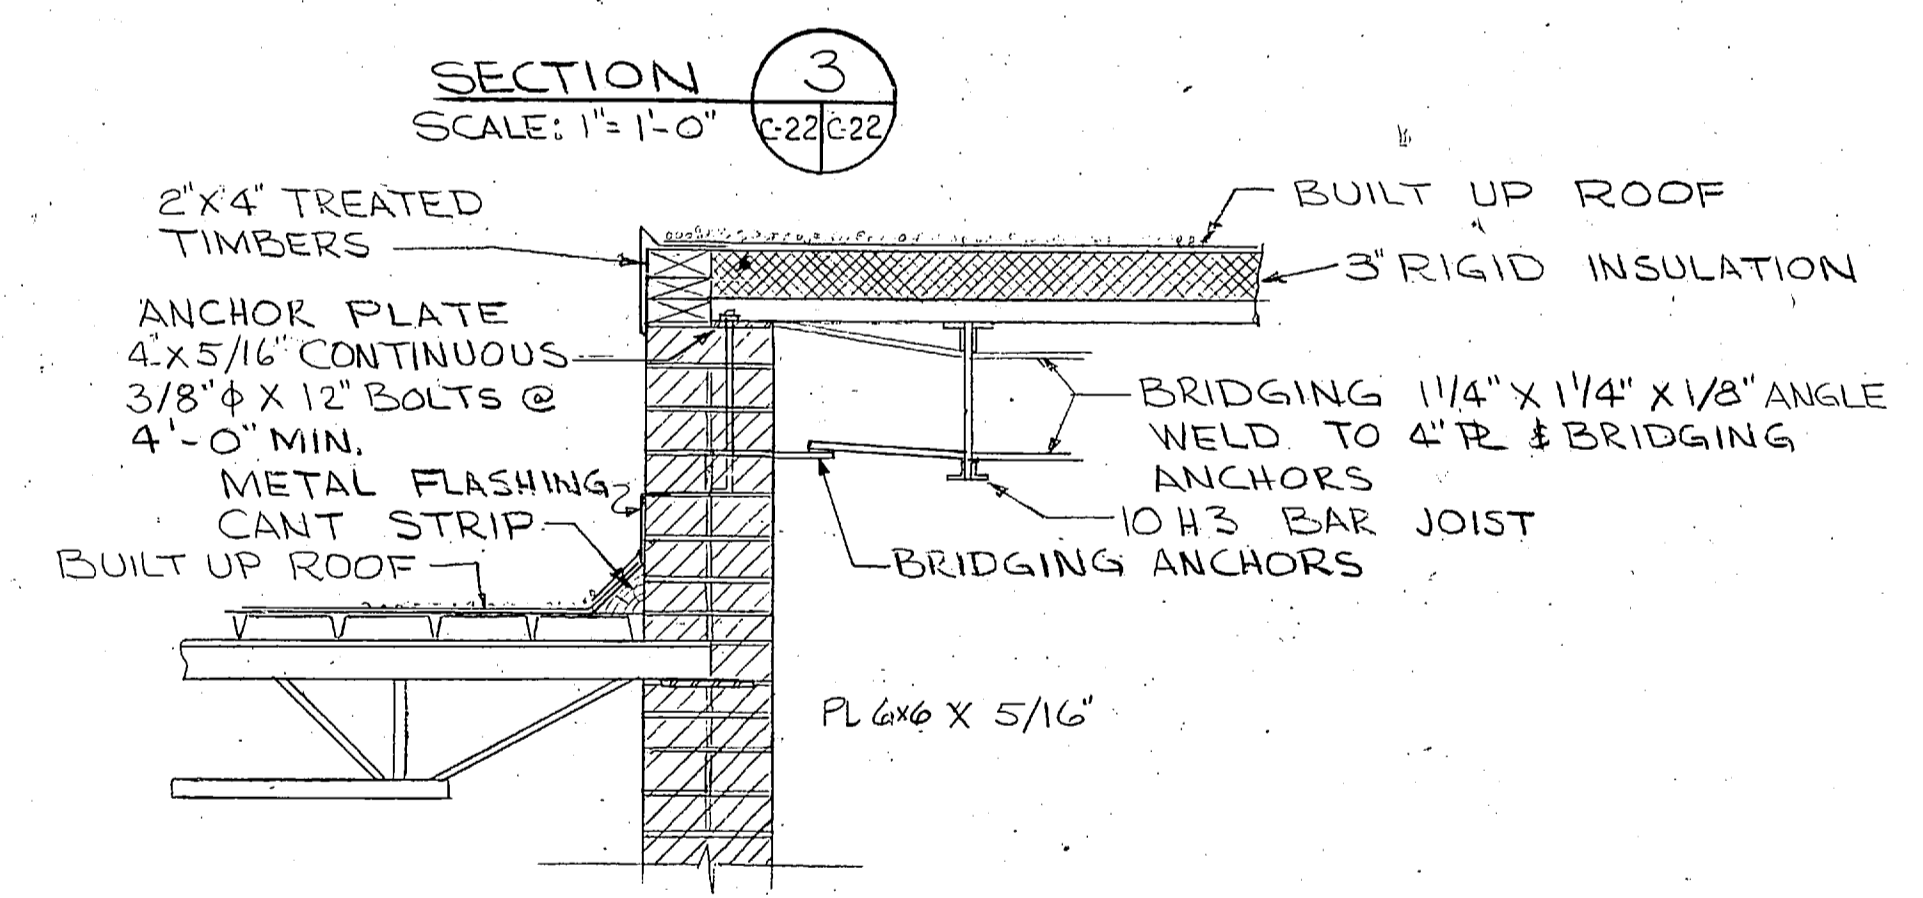 SECTION 3
SCALE: 1"= 1'-0" C-22 C-22
2"X4" TREATED
TIMBERS
BUILT UP ROOF
3" RIGID INSULATION
ANCHOR PLATE
4"X5/16" CONTINUOUS
3/8"φ X 12" BOLTS @
4'-0" MIN.
BRIDGING 1 1/4" X 1 1/4" X 1/8" ANGLE
WELD TO 4" PL & BRIDGING
ANCHORS
METAL FLASHING
CANT STRIP
10 H3 BAR JOIST
BUILT UP ROOF
BRIDGING ANCHORS
PL 6x6 X 5/16"